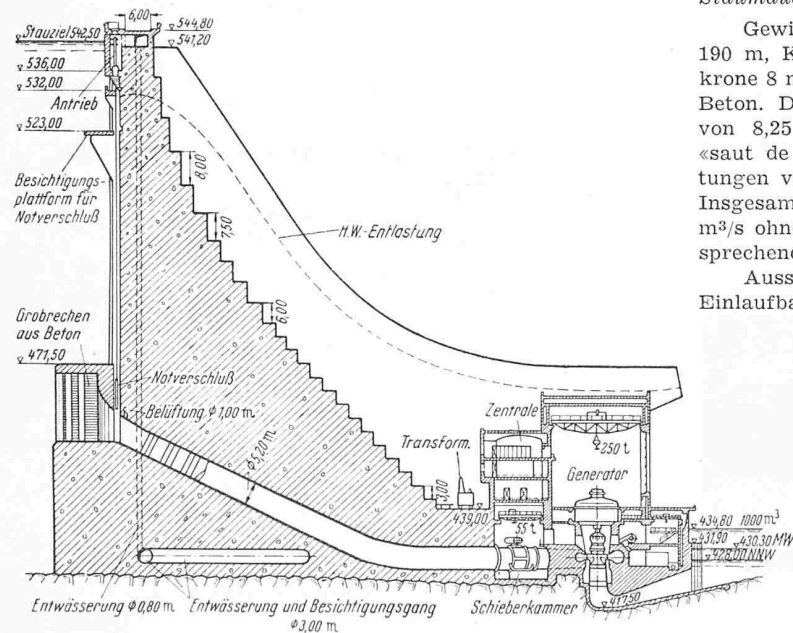 Staumau
Gewi
190 m, K
krone 8 m
Beton. D
von 8,25
«saut de
tungen v
Insgesam
m³/s ohn
sprechend
Auss
Einlaufba
6,00
544,80
541,20
Stauziel 542,50
536,00
532,00
Antrieb
523,00
Besichtigungs-
plattform für
Notverschluß
8,00
7,50
6,00
H.W.-Entlastung
Grobrechen
aus Beton
471,50
Notverschluß
Belüftung Φ 1,00 m.
Φ 5,20 m.
Transform.
3,00
439,00
Zentrale
250 t
Generator
55 t
434,80 1000 m³
431,90
430,30 MW
428,00 NNW
417,50
Entwässerung Φ 0,80 m.
Entwässerung und Besichtigungsgang
Φ 3,00 m.
Schieberkammer